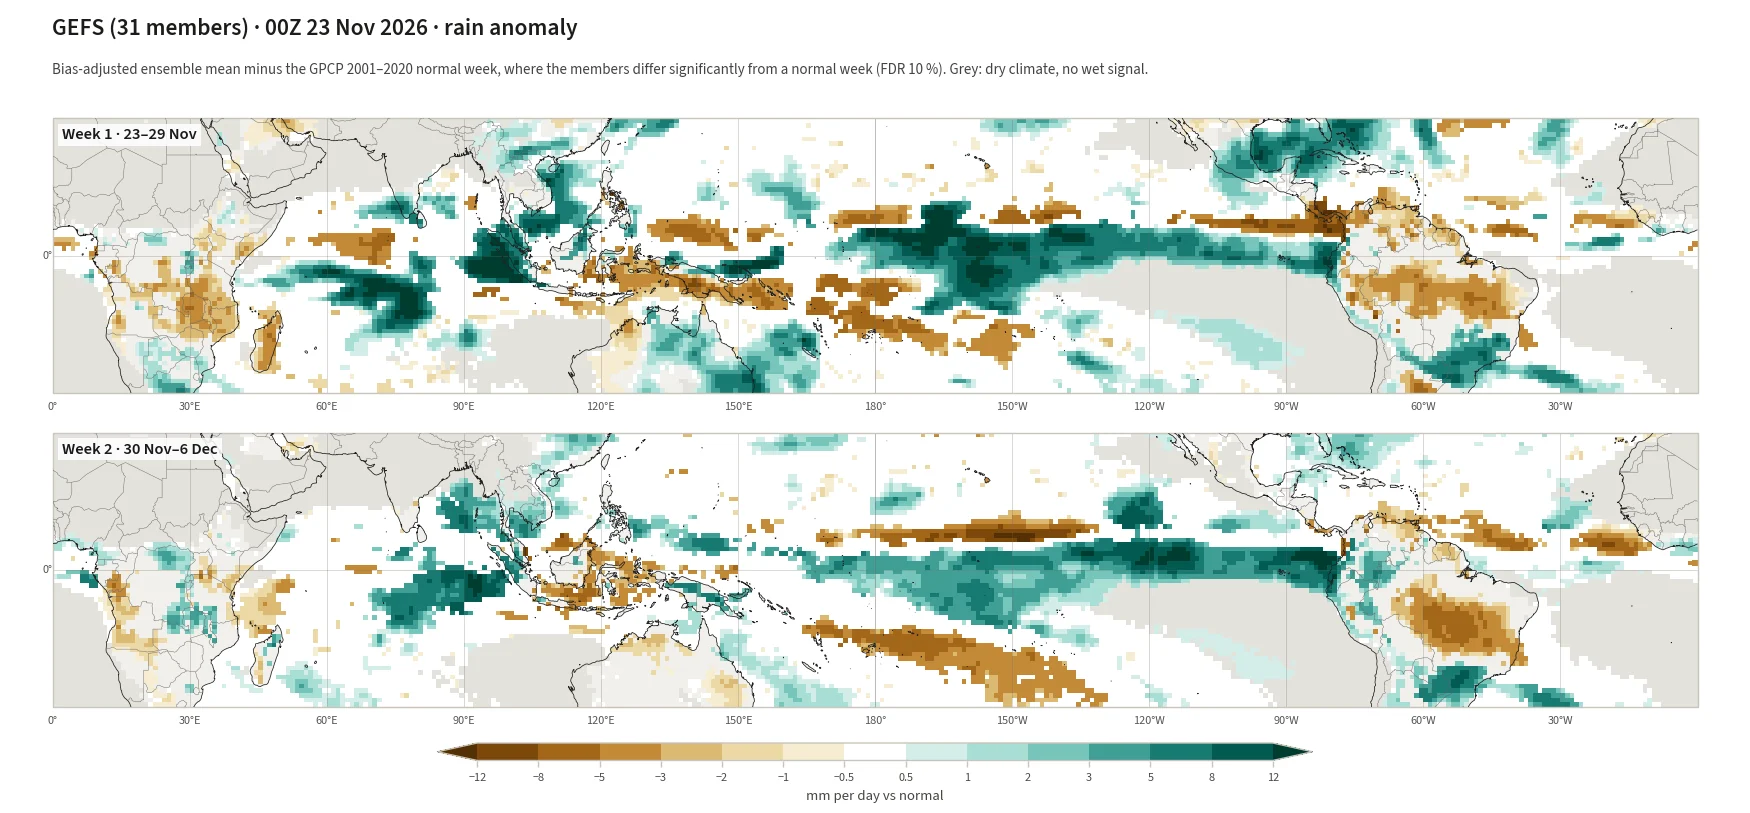 GEFS (31 members) · 00Z 23 Nov 2026 · rain anomaly
Bias-adjusted ensemble mean minus the GPCP 2001–2020 normal week, where the members differ significantly from a normal week (FDR 10 %). Grey: dry climate, no wet signal.
Week 1 · 23–29 Nov
0°
0° 30°E 60°E 90°E 120°E 150°E 180° 150°W 120°W 90°W 60°W 30°W
Week 2 · 30 Nov–6 Dec
0°
0° 30°E 60°E 90°E 120°E 150°E 180° 150°W 120°W 90°W 60°W 30°W
−12 −8 −5 −3 −2 −1 −0.5 0.5 1 2 3 5 8 12
mm per day vs normal